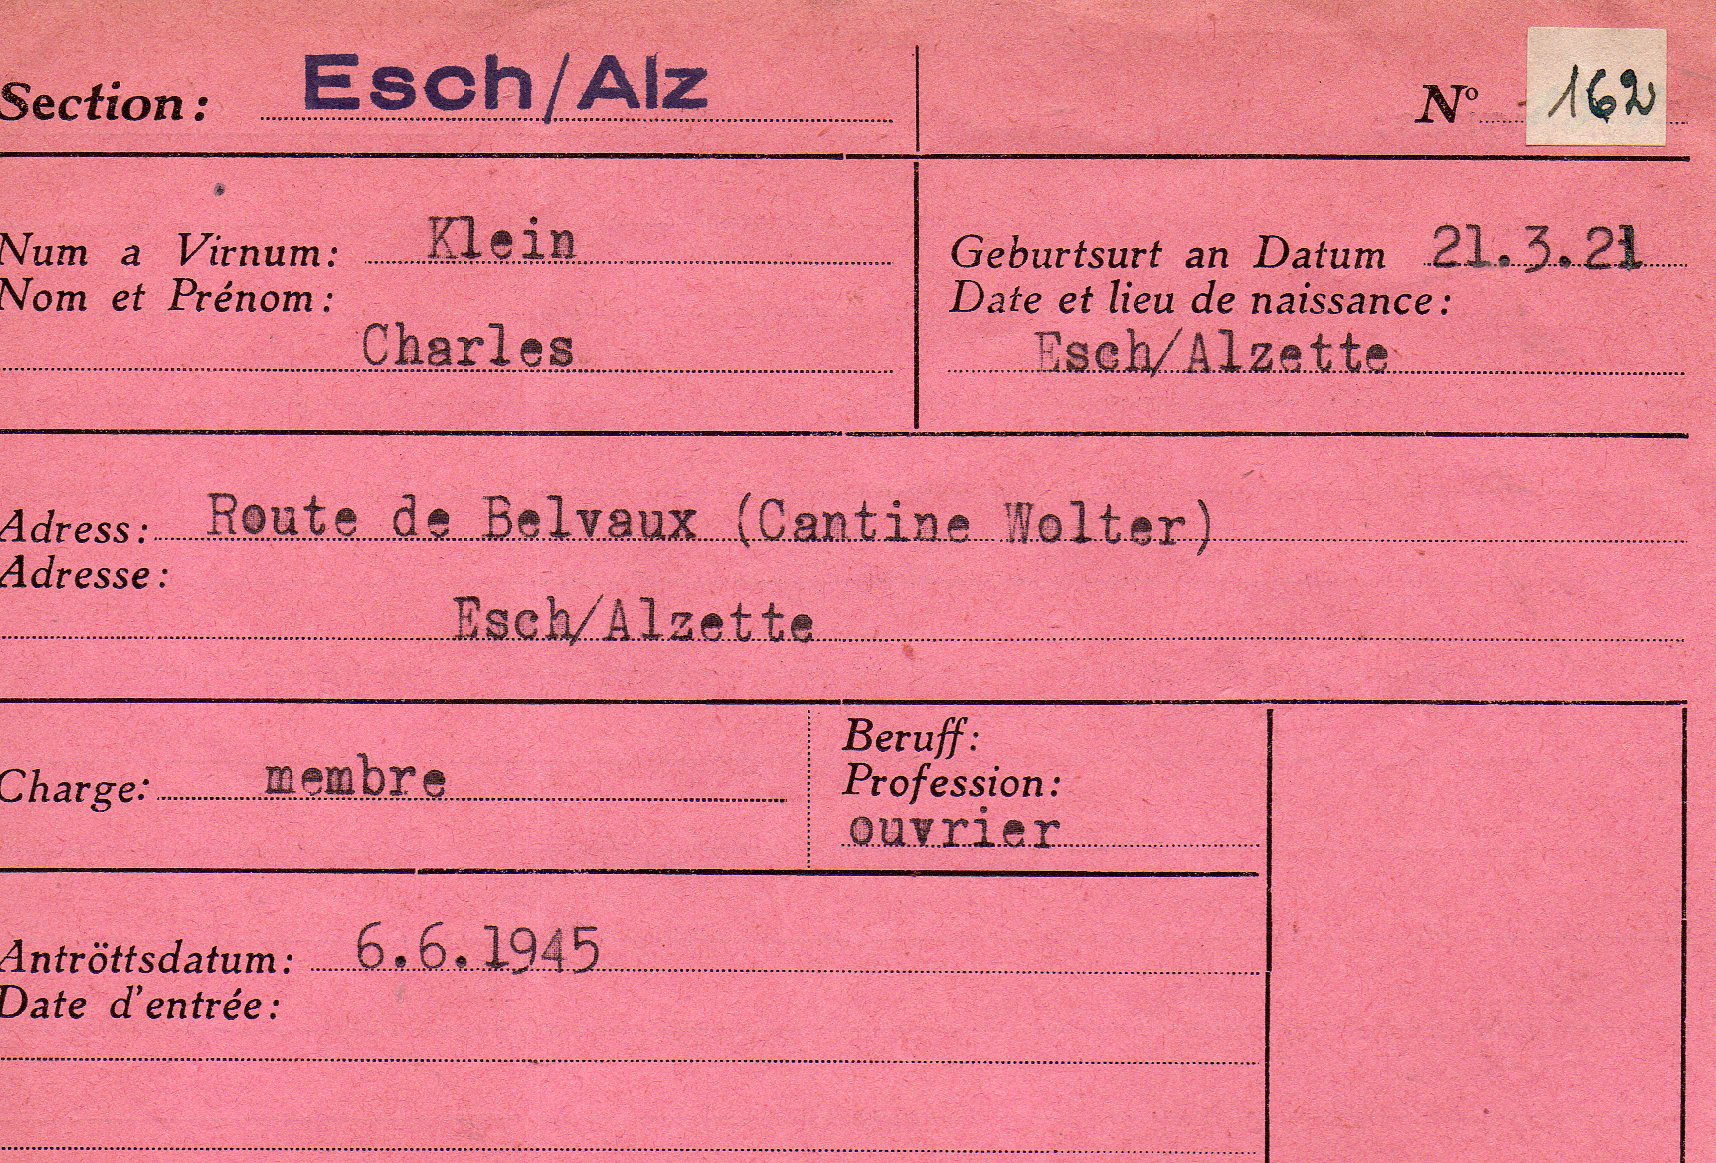 Section: Esch/Alz
N° 162
Num a Virnum: Klein
Nom et Prénom:
Charles
Geburtsurt an Datum 21.3.21
Date et lieu de naissance:
Esch/Alzette
Adress: Route de Belvaux (Cantine Wolter)
Adresse:
Esch/Alzette
Charge: membre
Beruff:
Profession:
ouvrier
Antröttsdatum: 6.6.1945
Date d'entrée: